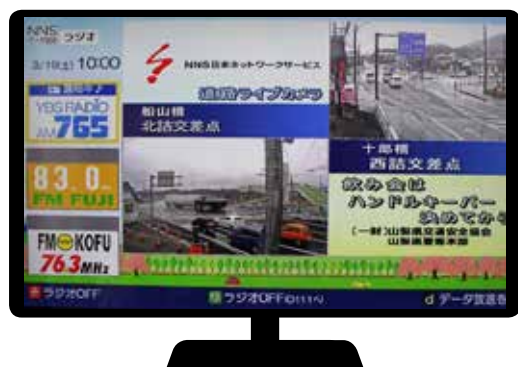 NNS
ラジオ
10:00
NNS日本ネットワークサービス
道路ライブカメラ
船山橋
北詰交差点
十郎橋
西詰交差点
YBS RADIO
AM765
83.0
FM FUJI
FM KOFU
76.3MHz
飲み会は
ハンドルキーパー
決めてから
(一財)山梨県交通安全協会
山梨県警察本部
ラジオOFF
ラジオOFF
d データ放送